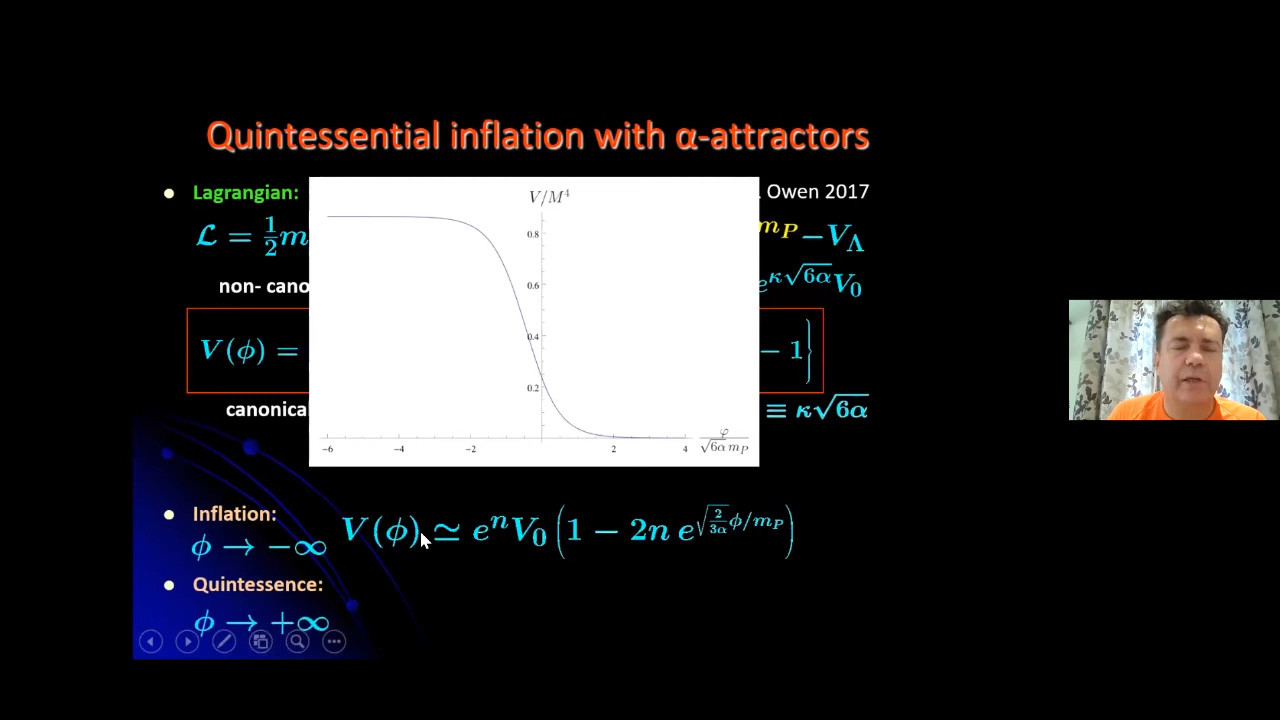 Quintessential inflation with α-attractors
Lagrangian:
. Owen 2017
ℒ = ½m
m_P − V_Λ
non- cano
e^{κ√6α}V₀
V(ϕ) =
− 1}
canonical
≡ κ√6α
V/M⁴
0.8
0.6
0.4
0.2
-6 -4 -2 2 4
φ/√6α m_P
Inflation:
ϕ → −∞
V(ϕ) ≃ eⁿV₀(1 − 2n e^{√(2/3α)ϕ/m_P})
Quintessence:
ϕ → +∞